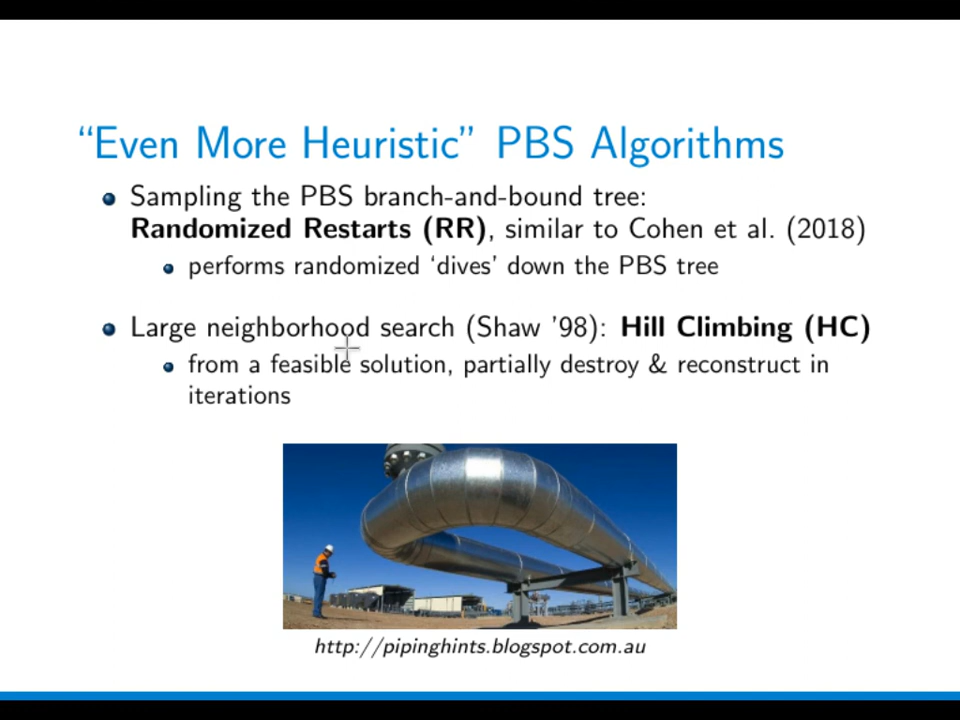 “Even More Heuristic” PBS Algorithms
Sampling the PBS branch-and-bound tree:
Randomized Restarts (RR), similar to Cohen et al. (2018)
performs randomized ‘dives’ down the PBS tree
Large neighborhood search (Shaw ’98): Hill Climbing (HC)
from a feasible solution, partially destroy & reconstruct in
iterations
http://pipinghints.blogspot.com.au